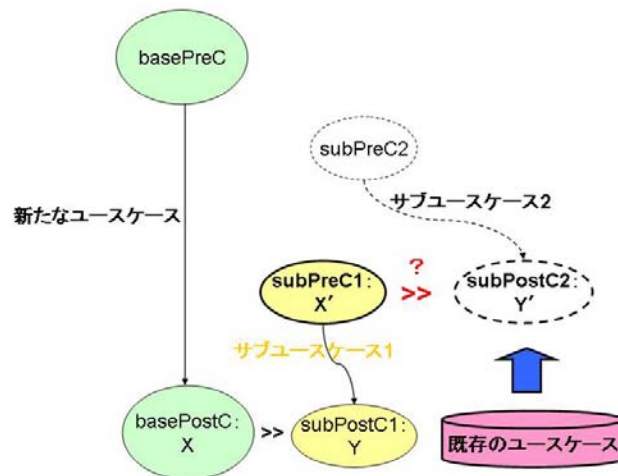 basePreC
subPreC2
新たなユースケース
サブユースケース2
?
subPreC1:
X′
>>
subPostC2:
Y′
サブユースケース1
basePostC:
X
>>
subPostC1:
Y
既存のユースケース